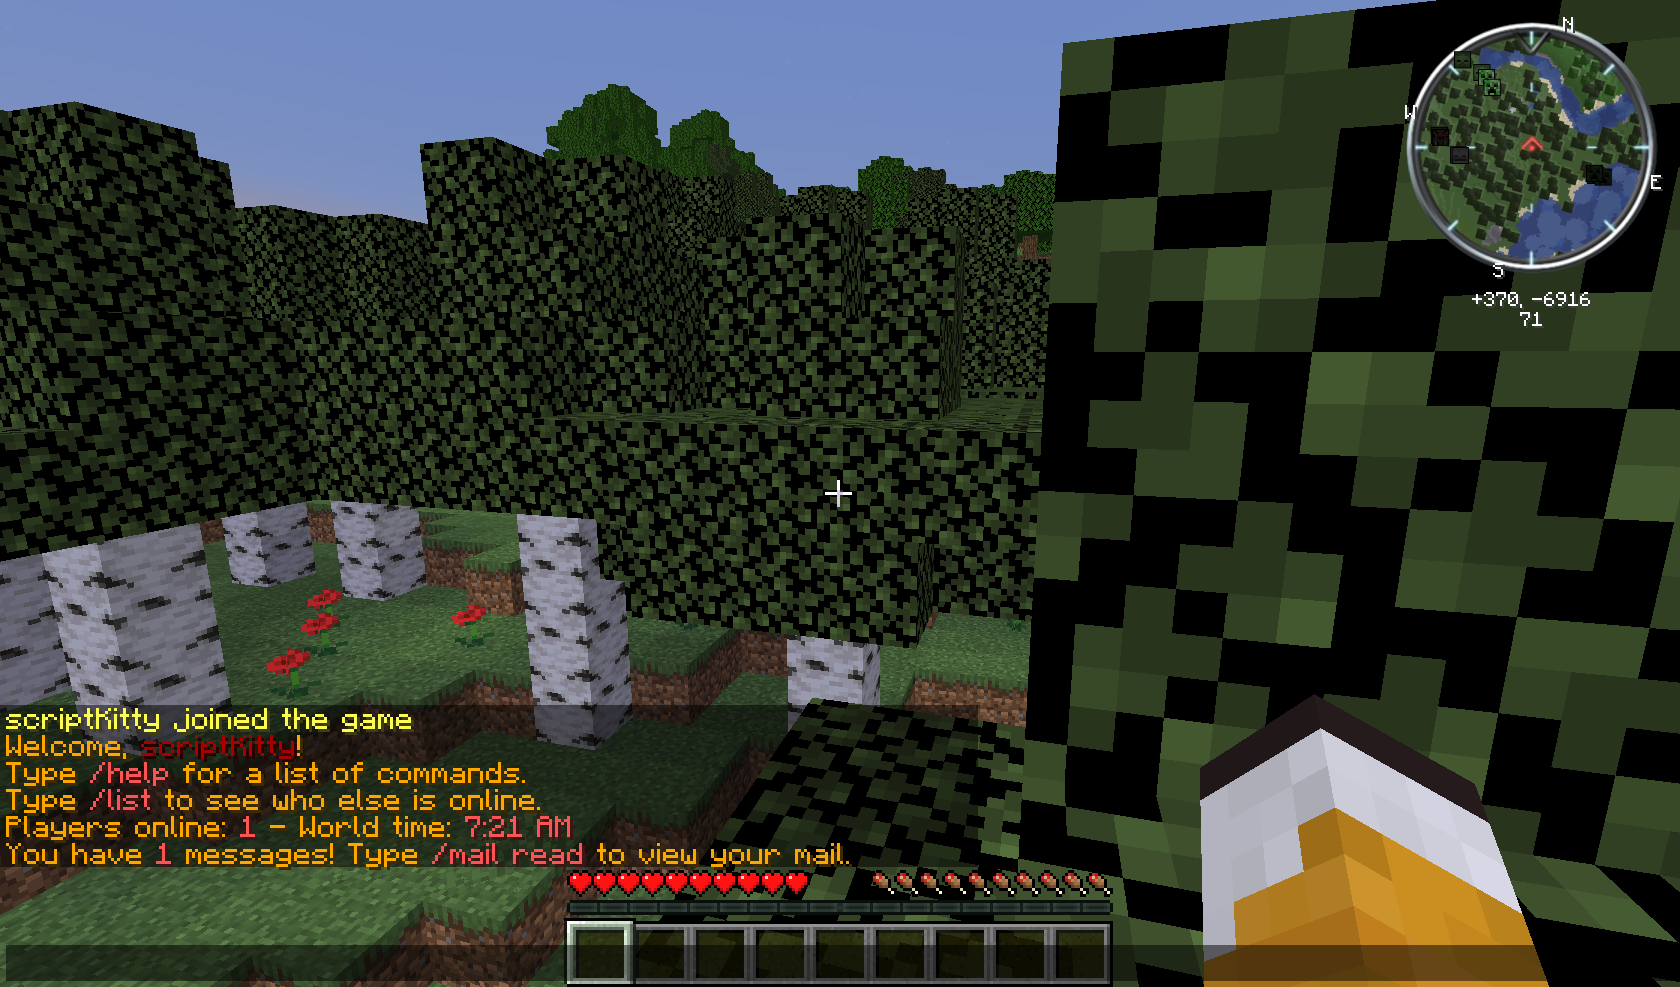 N
W
E
S
+370, -6916
71
scriptKitty joined the game
Welcome, scriptKitty!
Type /help for a list of commands.
Type /list to see who else is online.
Players online: 1 – World time: 7:21 AM
You have 1 messages! Type /mail read to view your mail.